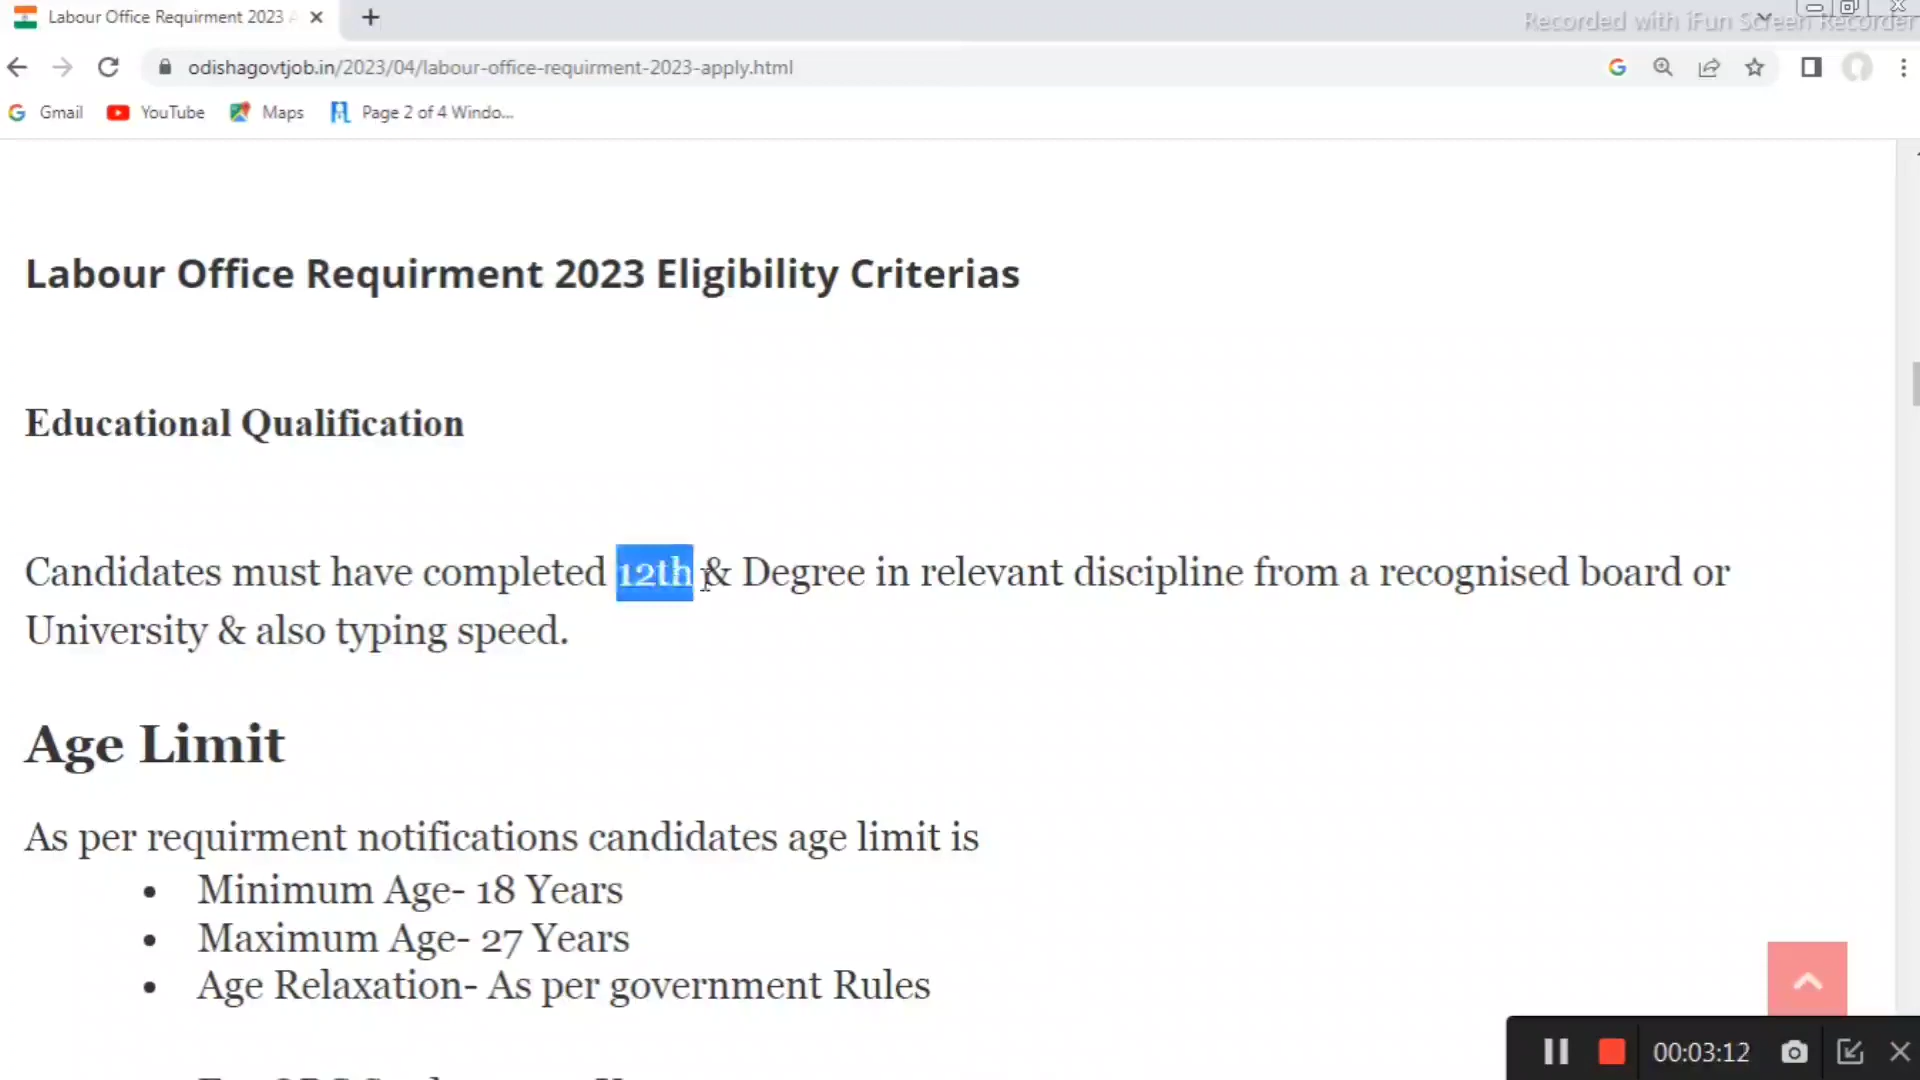 Labour Office Requirment 2023
Recorded with iFun Screen Recorder
odishagovtjob.in/2023/04/labour-office-requirment-2023-apply.html
Gmail YouTube Maps Page 2 of 4 Windo...
Labour Office Requirment 2023 Eligibility Criterias
Educational Qualification
Candidates must have completed 12th & Degree in relevant discipline from a recognised board or
University & also typing speed.
Age Limit
As per requirment notifications candidates age limit is
• Minimum Age- 18 Years
• Maximum Age- 27 Years
• Age Relaxation- As per government Rules
00:03:12